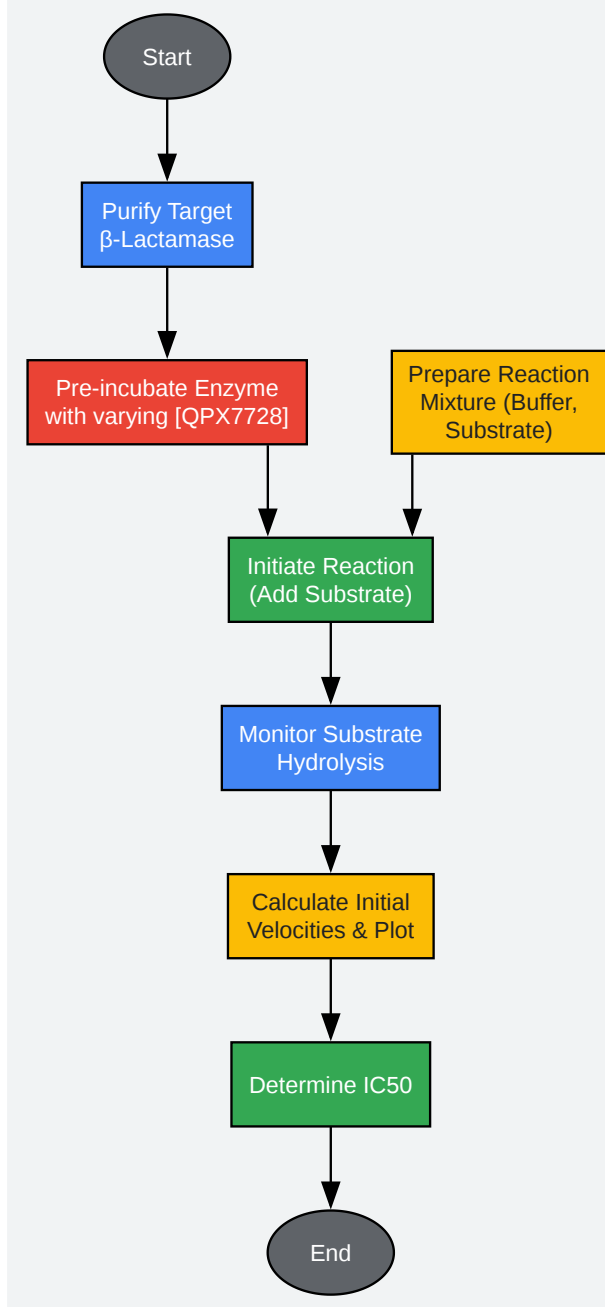 Start
Purify Target
β-Lactamase
Pre-incubate Enzyme
with varying [QPX7728]
Prepare Reaction
Mixture (Buffer,
Substrate)
Initiate Reaction
(Add Substrate)
Monitor Substrate
Hydrolysis
Calculate Initial
Velocities & Plot
Determine IC50
End